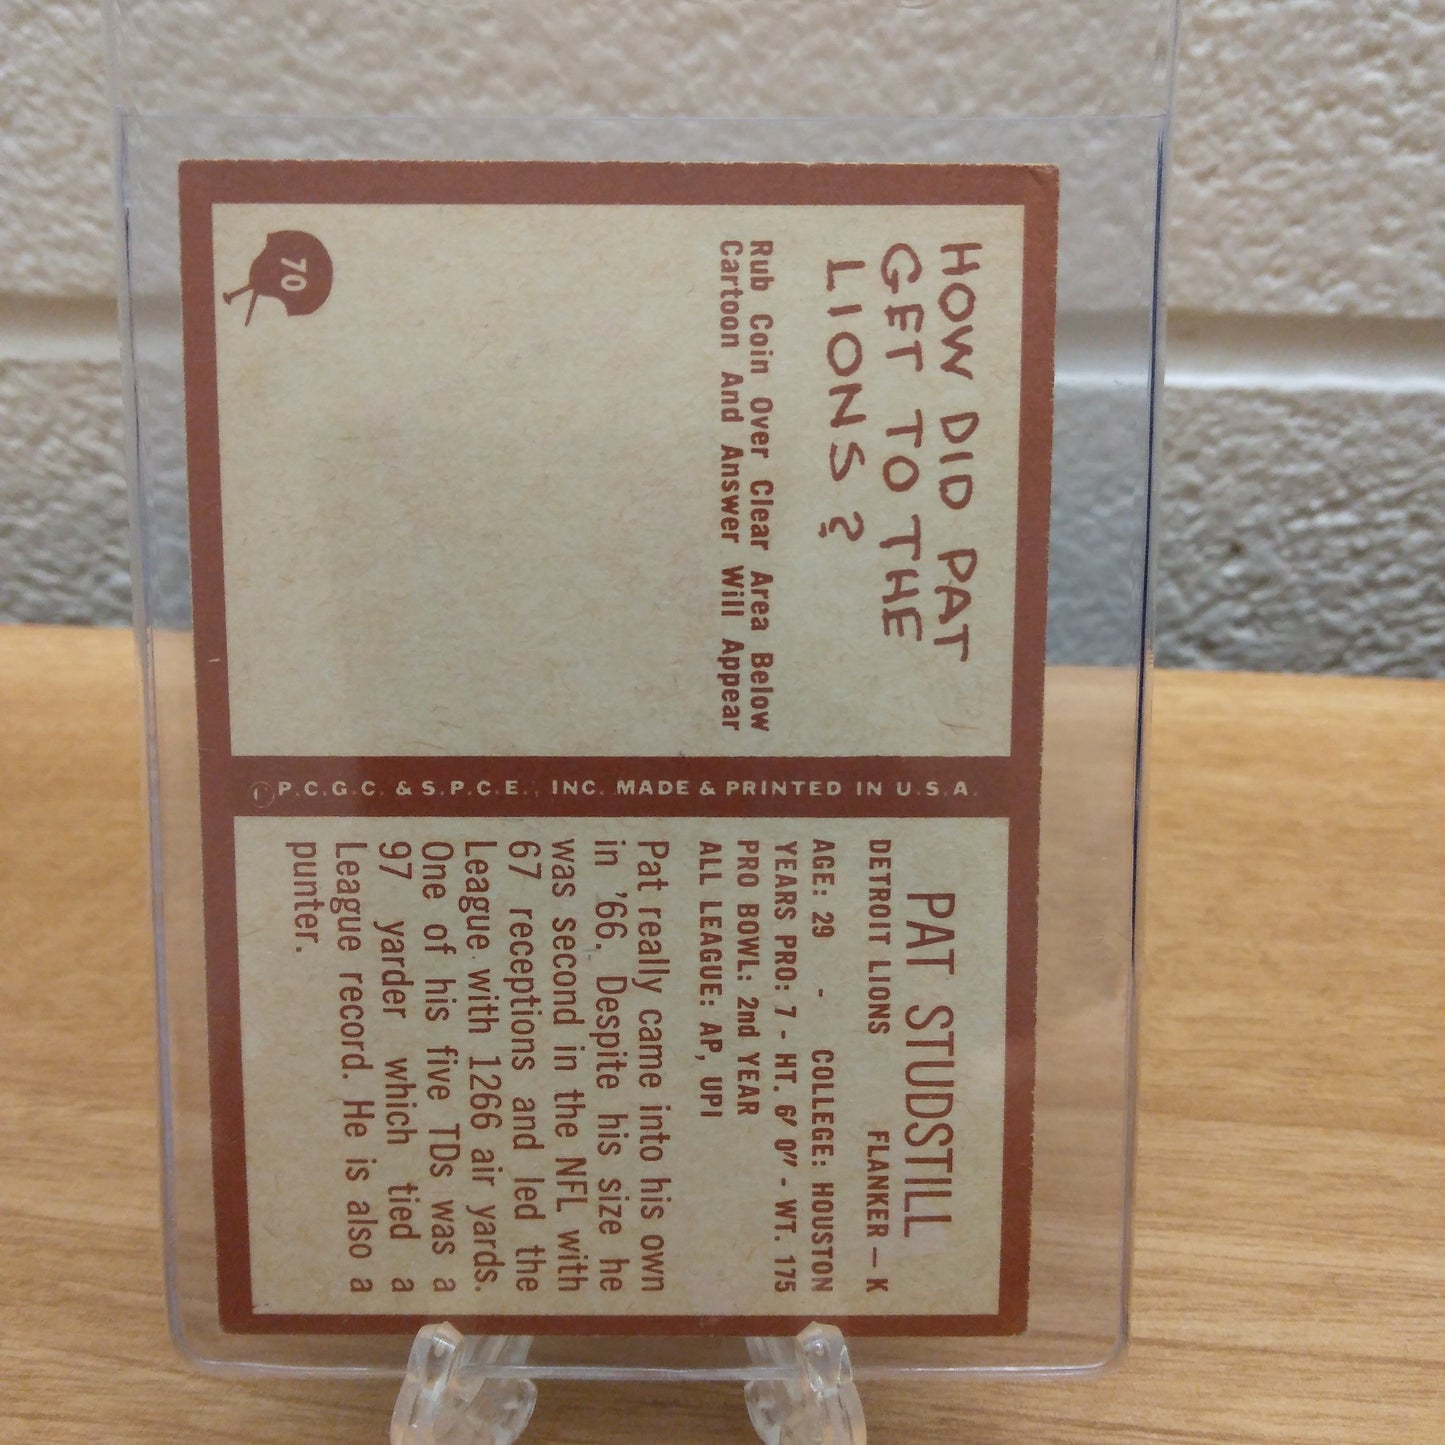 HOW DID PAT
GET TO THE
LIONS?
Rub Coin Over Clear Area Below
Cartoon And Answer Will Appear
70
P.C.G.C. & S.P.C.E., INC. MADE & PRINTED IN U.S.A.
PAT STUDSTILL
DETROIT LIONS FLANKER — K
AGE: 29 - COLLEGE: HOUSTON
YEARS PRO: 7 - HT. 6' 0" - WT. 175
PRO BOWL: 2nd YEAR
ALL LEAGUE: AP, UPI
Pat really came into his own
in '66. Despite his size he
was second in the NFL with
67 receptions and led the
League with 1266 air yards.
One of his five TDs was a
97 yarder which tied a
League record. He is also a
punter.